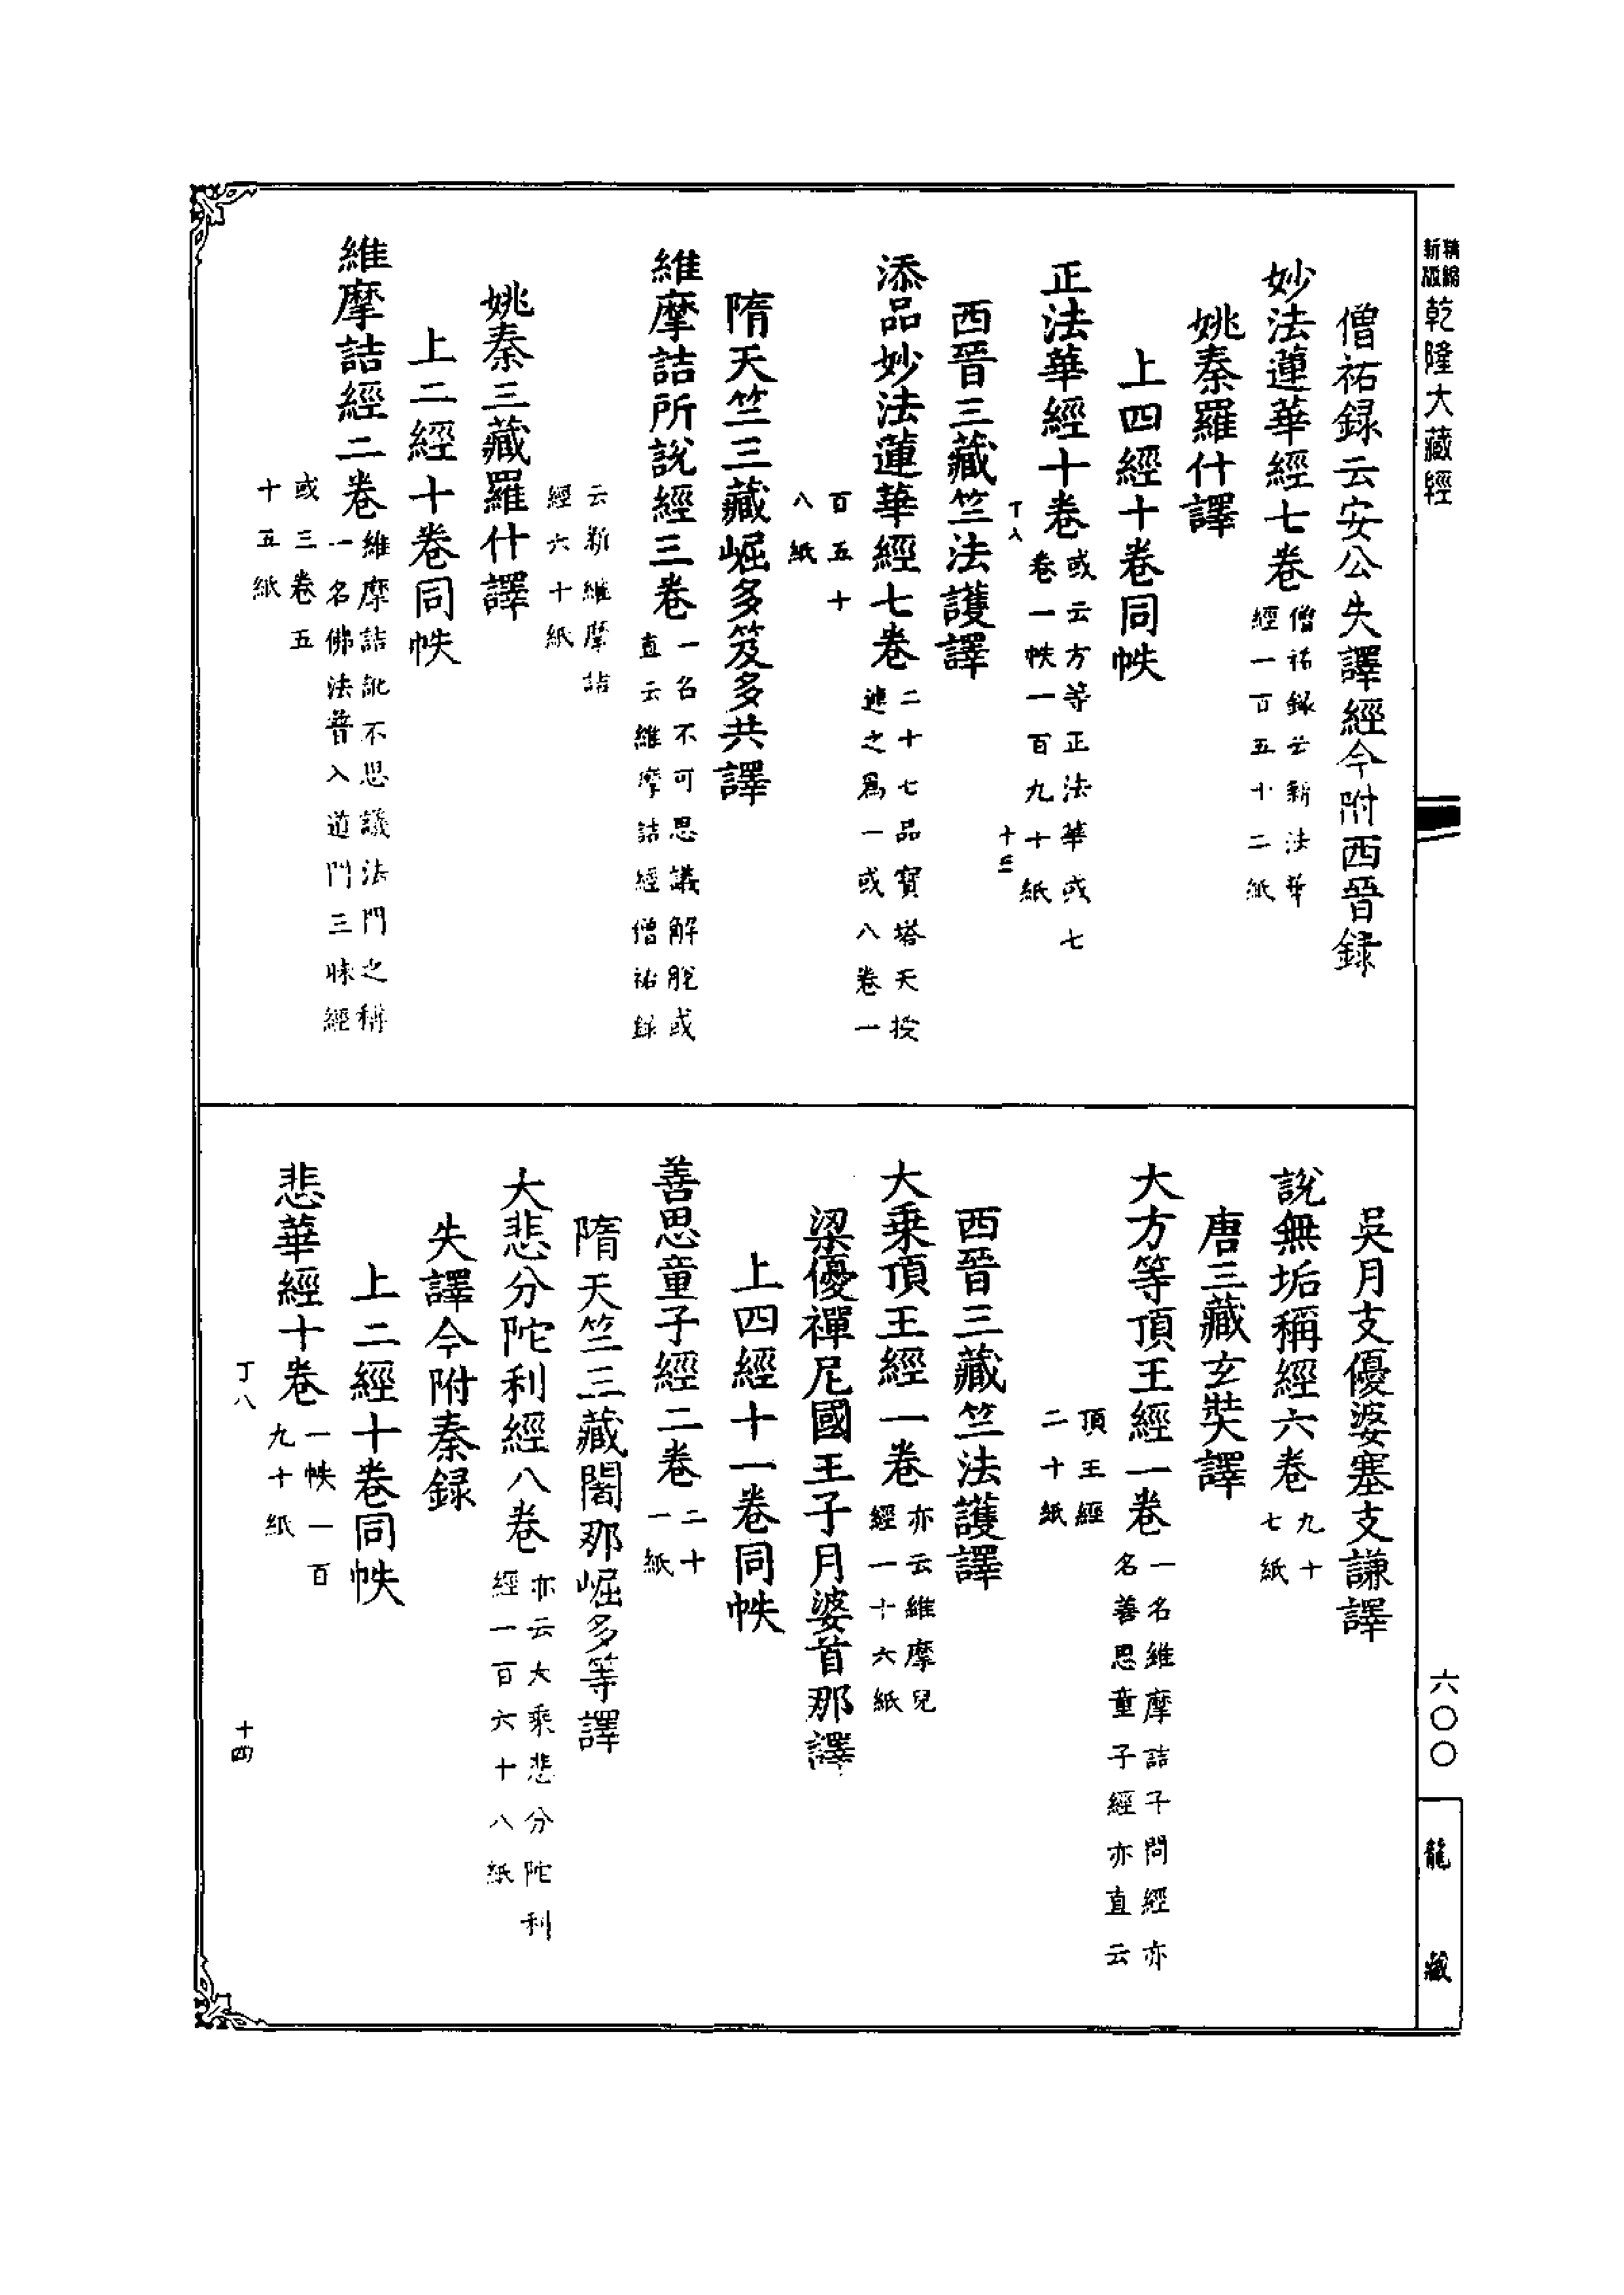 精縮
新版
乾隆大藏經
僧祐録云安公失譯經今附西晉録
妙法蓮華經七卷
僧祐録云新法華
經一百五十二紙
姚秦羅什譯
上四經十卷同帙
正法華經十卷
或云方等正法華或七
卷一帙一百九十紙
丁八
十三
西晉三藏竺法護譯
添品妙法蓮華經七卷
二十七品寶塔天授
連之為一或八卷一
百五十
八紙
隋天竺三藏崛多笈多共譯
維摩詰所說經三卷
一名不可思議解脫或
直云維摩詰經僧祐録
云新維摩詰
經六十紙
姚秦三藏羅什譯
上二經十卷同帙
維摩詰經二卷
維摩詰說不思議法門之稱
一名佛法普入道門三昧經
或三卷五
十五紙
吳月支優婆塞支謙譯
說無垢稱經六卷
九十
七紙
唐三藏玄奘譯
大方等頂王經一卷
一名維摩詰子問經亦
名善思童子經亦直云
頂王經
二十紙
西晉三藏竺法護譯
大乗頂王經一卷
亦云維摩兒
經一十六紙
梁優禪尼國王子月婆首那譯
上四經十一卷同帙
善思童子經二卷
二十
一紙
隋天竺三藏闍那崛多等譯
大悲分陀利經八卷
亦云大乘悲分陀利
經一百六十八紙
失譯今附秦録
上二經十卷同帙
悲華經十卷
一帙一百
九十紙
丁八
十四
六〇〇
龍藏